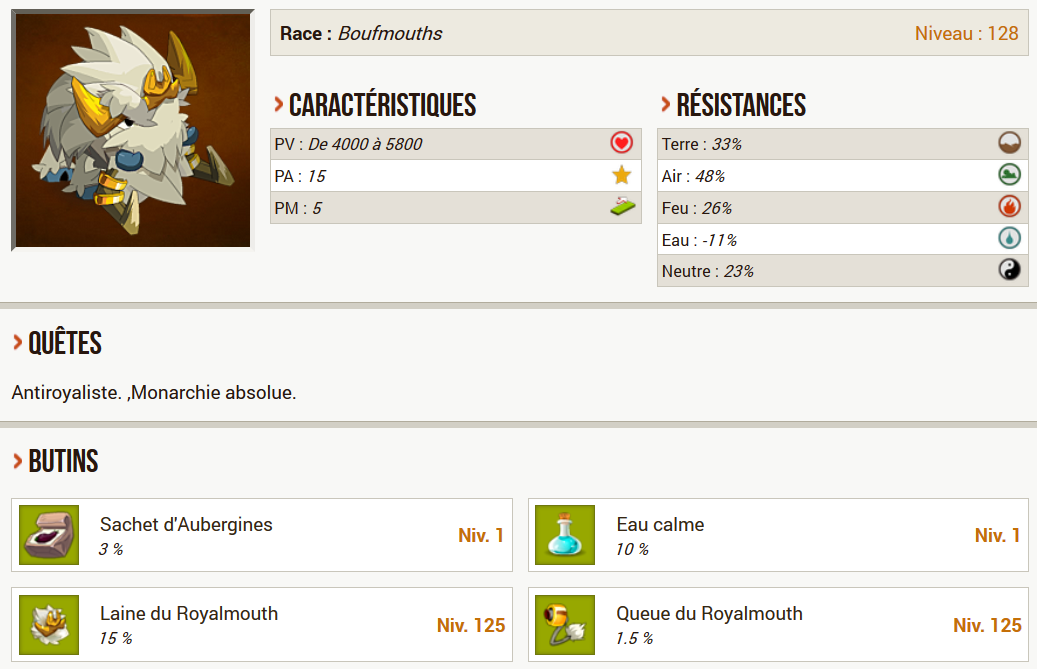 Race : Boufmouths
Niveau : 128
CARACTÉRISTIQUES
PV : De 4000 à 5800
PA : 15
PM : 5
RÉSISTANCES
Terre : 33%
Air : 48%
Feu : 26%
Eau : -11%
Neutre : 23%
QUÊTES
Antiroyaliste. ,Monarchie absolue.
BUTINS
Sachet d'Aubergines
3 %
Niv. 1
Eau calme
10 %
Niv. 1
Laine du Royalmouth
15 %
Niv. 125
Queue du Royalmouth
1.5 %
Niv. 125